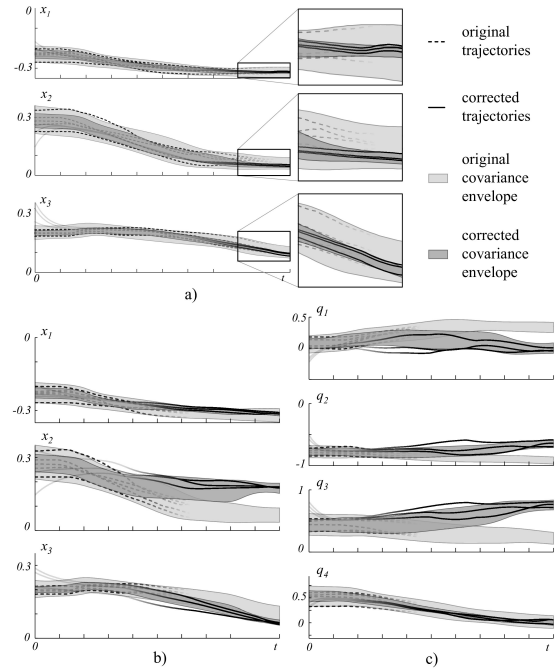 0
x1
-0.3
x2
0.3
0
x3
0.3
0
t
a)
original
trajectories
corrected
trajectories
original
covariance
envelope
corrected
covariance
envelope
x1
0
-0.3
x2
0.3
0
x3
0.3
0
t
b)
q1
0.5
0
q2
0
-1
q3
1
0
q4
0.5
0
t
c)